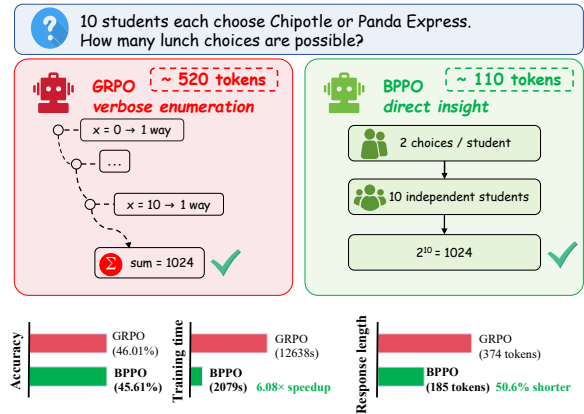 ?
10 students each choose Chipotle or Panda Express.
How many lunch choices are possible?
GRPO
~ 520 tokens
verbose enumeration
x = 0 → 1 way
...
x = 10 → 1 way
Σ sum = 1024
BPPO
~ 110 tokens
direct insight
2 choices / student
10 independent students
2¹⁰ = 1024
Accuracy
GRPO
(46.01%)
BPPO
(45.61%)
Training time
GRPO
(12638s)
BPPO
(2079s) 6.08× speedup
Response length
GRPO
(374 tokens)
BPPO
(185 tokens) 50.6% shorter